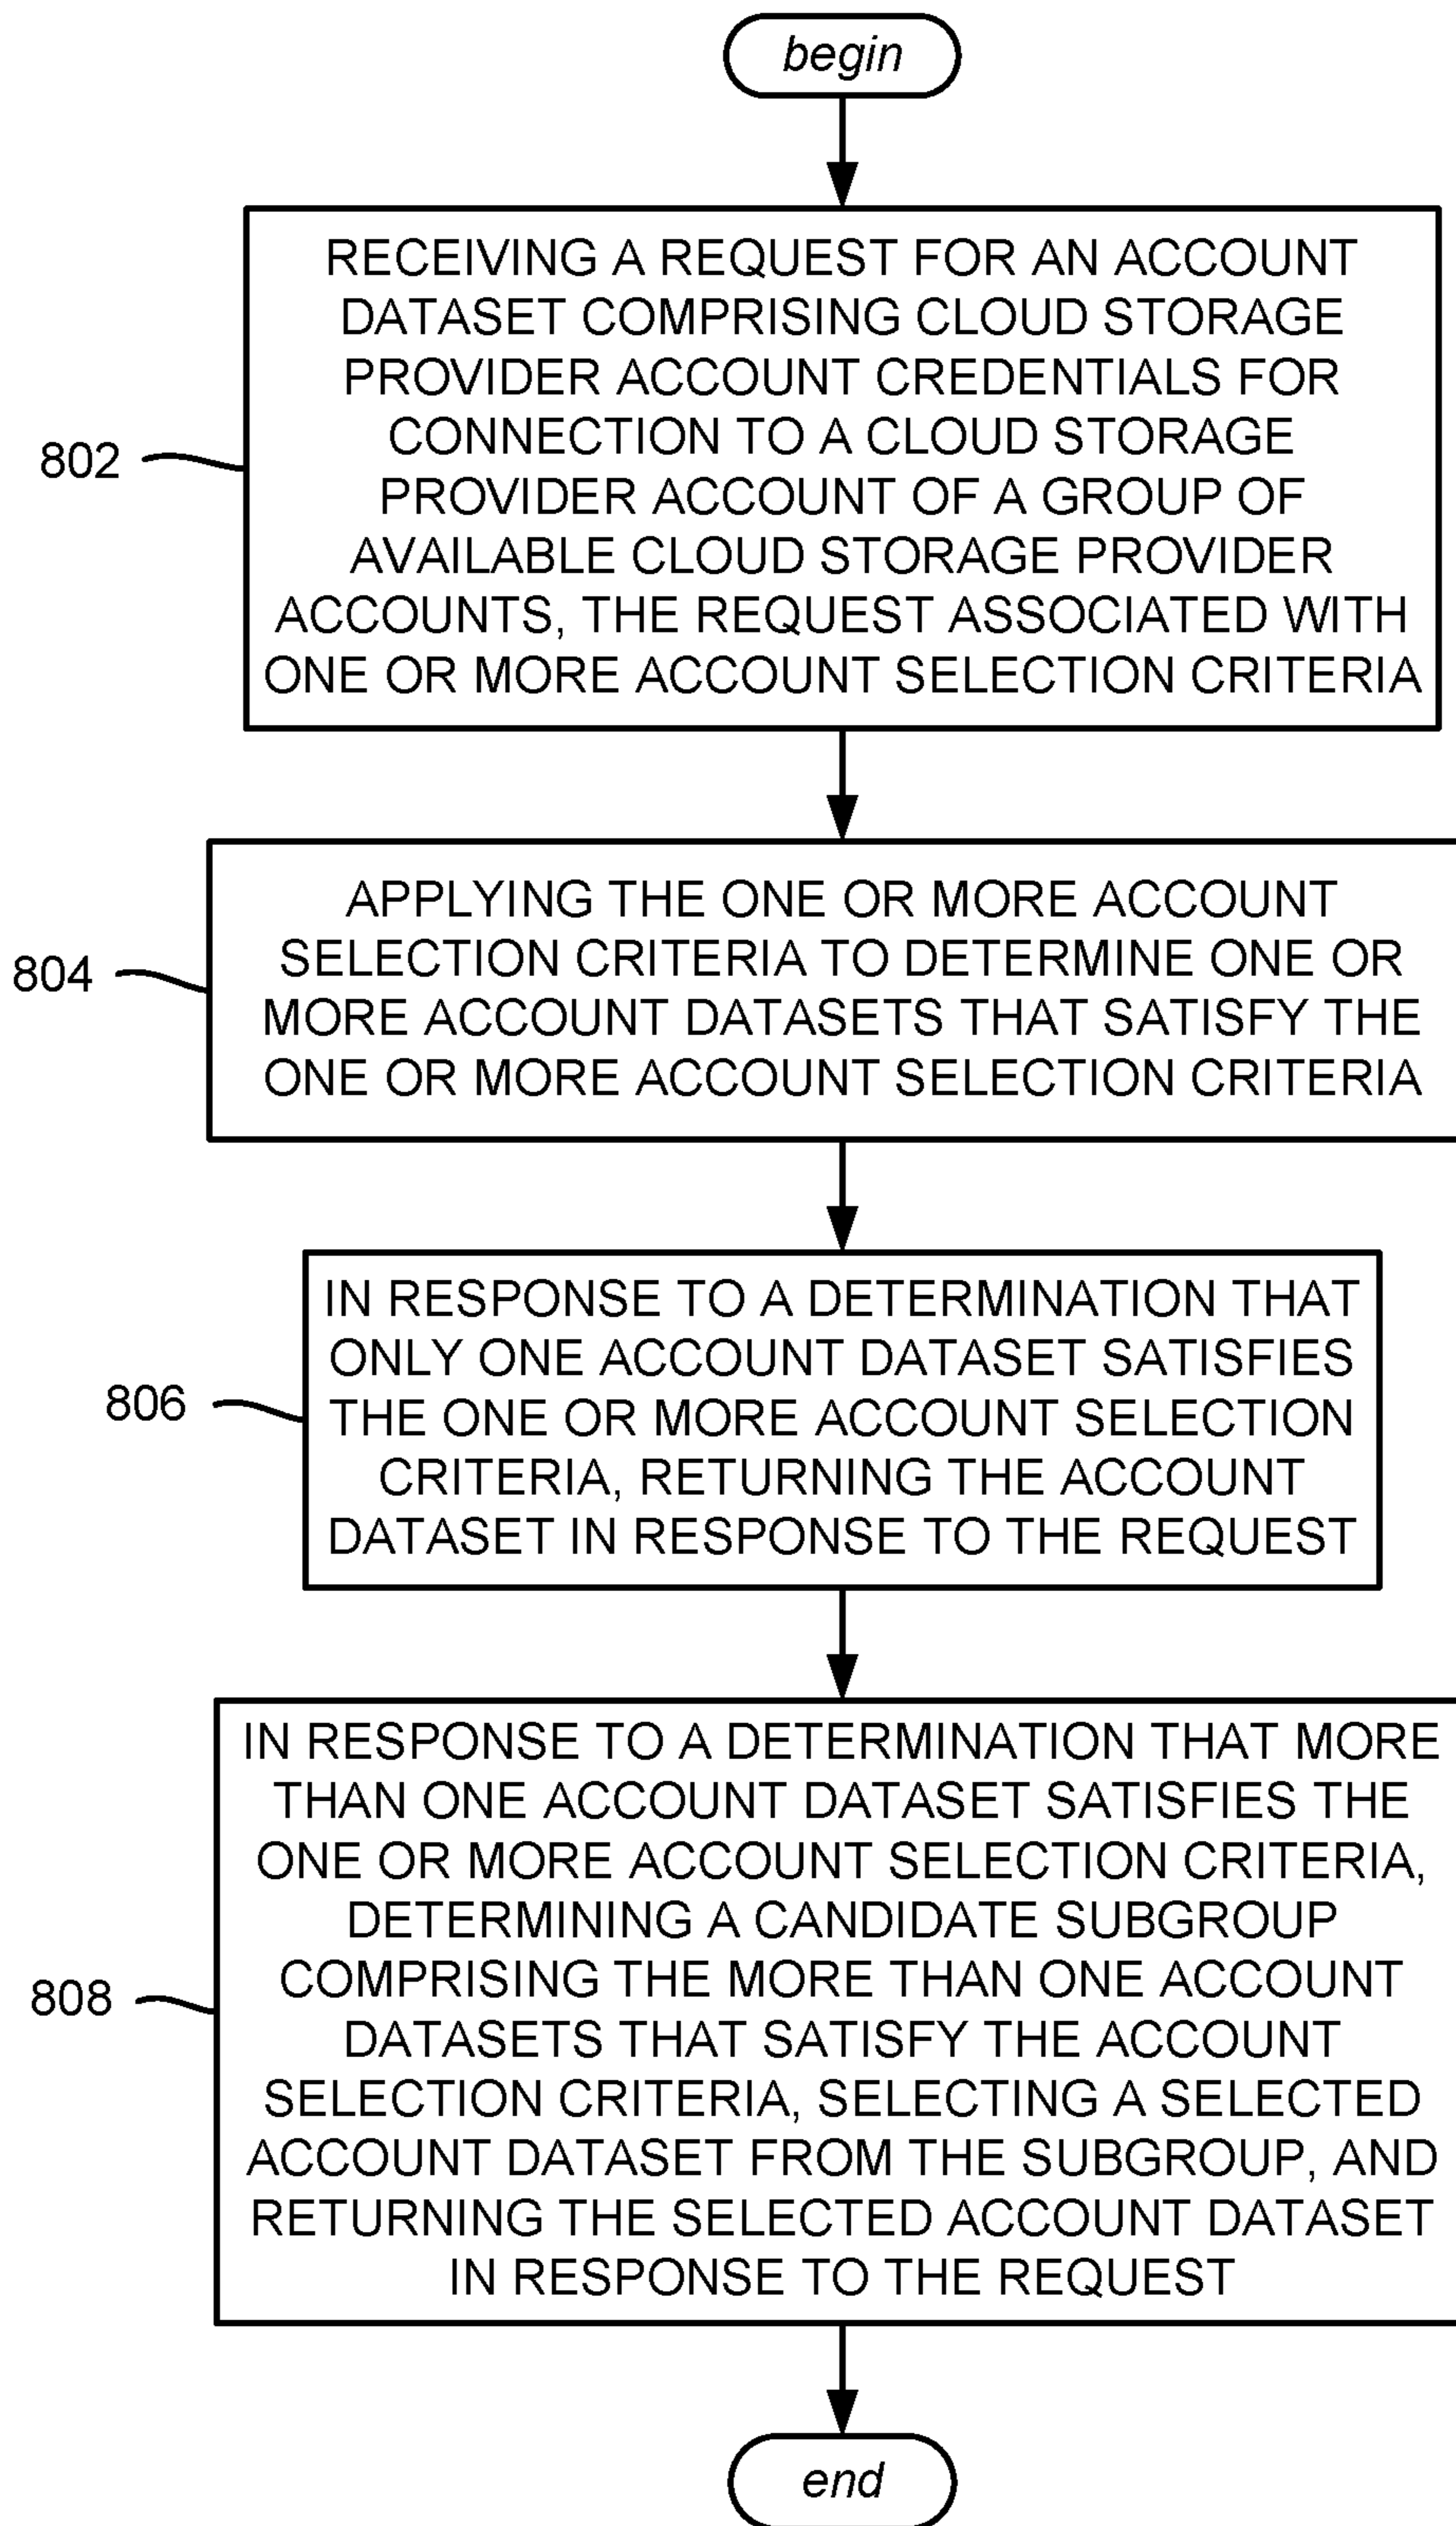 begin
RECEIVING A REQUEST FOR AN ACCOUNT
DATASET COMPRISING CLOUD STORAGE
PROVIDER ACCOUNT CREDENTIALS FOR
CONNECTION TO A CLOUD STORAGE
PROVIDER ACCOUNT OF A GROUP OF
AVAILABLE CLOUD STORAGE PROVIDER
ACCOUNTS, THE REQUEST ASSOCIATED WITH
ONE OR MORE ACCOUNT SELECTION CRITERIA
802
APPLYING THE ONE OR MORE ACCOUNT
SELECTION CRITERIA TO DETERMINE ONE OR
MORE ACCOUNT DATASETS THAT SATISFY THE
ONE OR MORE ACCOUNT SELECTION CRITERIA
804
IN RESPONSE TO A DETERMINATION THAT
ONLY ONE ACCOUNT DATASET SATISFIES
THE ONE OR MORE ACCOUNT SELECTION
CRITERIA, RETURNING THE ACCOUNT
DATASET IN RESPONSE TO THE REQUEST
806
IN RESPONSE TO A DETERMINATION THAT MORE
THAN ONE ACCOUNT DATASET SATISFIES THE
ONE OR MORE ACCOUNT SELECTION CRITERIA,
DETERMINING A CANDIDATE SUBGROUP
COMPRISING THE MORE THAN ONE ACCOUNT
DATASETS THAT SATISFY THE ACCOUNT
SELECTION CRITERIA, SELECTING A SELECTED
ACCOUNT DATASET FROM THE SUBGROUP, AND
RETURNING THE SELECTED ACCOUNT DATASET
IN RESPONSE TO THE REQUEST
808
end